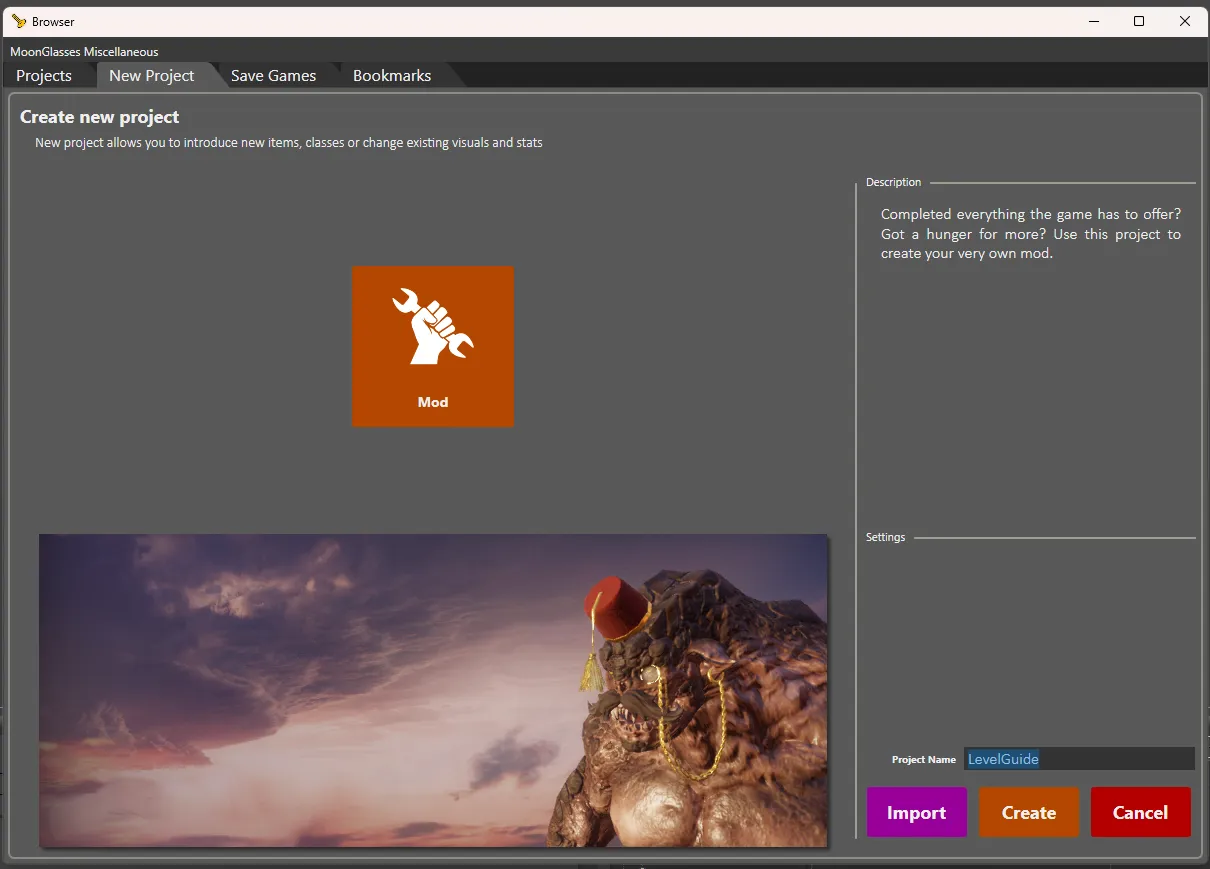 Browser
MoonGlasses Miscellaneous
Projects
New Project
Save Games
Bookmarks
Create new project
New project allows you to introduce new items, classes or change existing visuals and stats
Mod
Description
Completed everything the game has to offer?
Got a hunger for more? Use this project to
create your very own mod.
Settings
Project Name
LevelGuide
Import
Create
Cancel